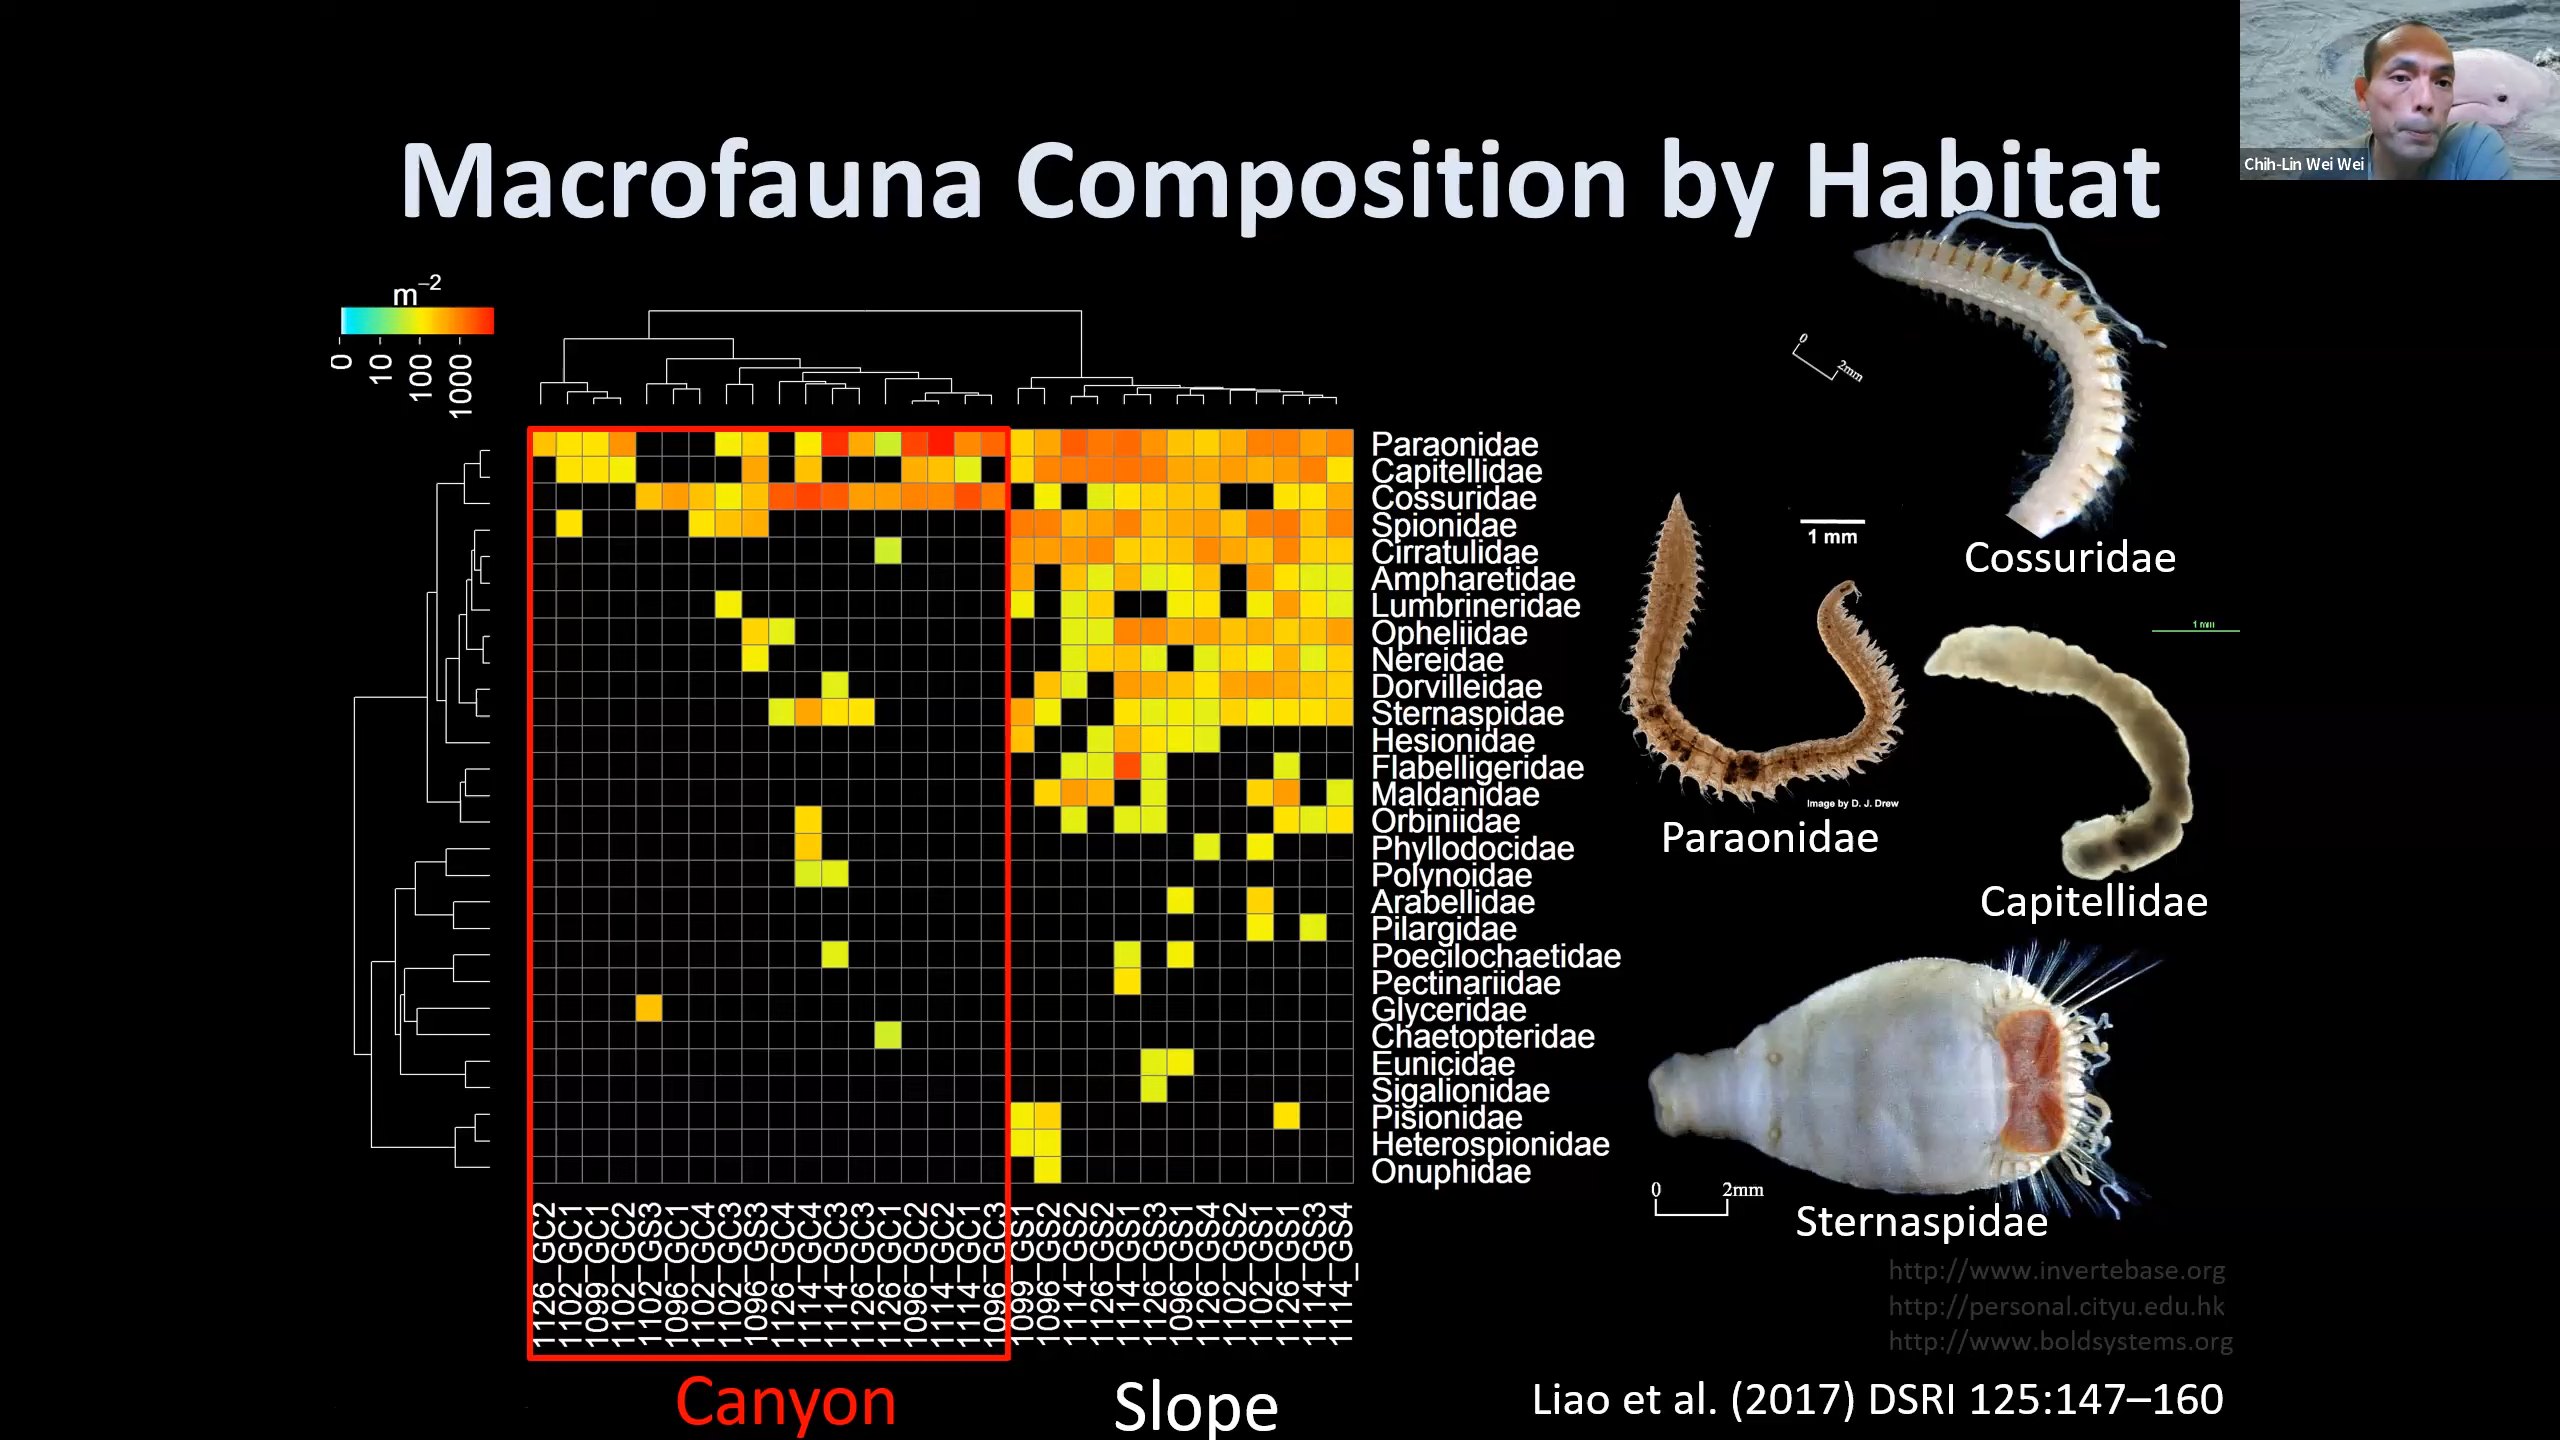 Macrofauna Composition by Habitat
Chih-Lin Wei Wei
m−2
0
10
100
1000
Paraonidae
Capitellidae
Cossuridae
Spionidae
Cirratulidae
Ampharetidae
Lumbrineridae
Opheliidae
Nereidae
Dorvilleidae
Sternaspidae
Hesionidae
Flabelligeridae
Maldanidae
Orbiniidae
Phyllodocidae
Polynoidae
Arabellidae
Pilargidae
Poecilochaetidae
Pectinariidae
Glyceridae
Chaetopteridae
Eunicidae
Sigalionidae
Pisionidae
Heterospionidae
Onuphidae
1126_GC2
1102_GC1
1099_GC1
1102_GC2
1102_GS3
1096_GC1
1102_GC4
1102_GC3
1096_GS3
1126_GC4
1114_GC4
1114_GC3
1126_GC3
1126_GC1
1096_GC2
1114_GC2
1114_GC1
1096_GC3
1099_GS1
1096_GS2
1114_GS2
1126_GS2
1114_GS1
1126_GS3
1096_GS1
1126_GS4
1102_GS2
1102_GS1
1126_GS1
1114_GS3
1114_GS4
Canyon
Slope
0
2mm
Cossuridae
1 mm
Image by D. J. Drew
Paraonidae
1 mm
Capitellidae
0
2mm
Sternaspidae
http://www.invertebase.org
http://personal.cityu.edu.hk
http://www.boldsystems.org
Liao et al. (2017) DSRI 125:147–160